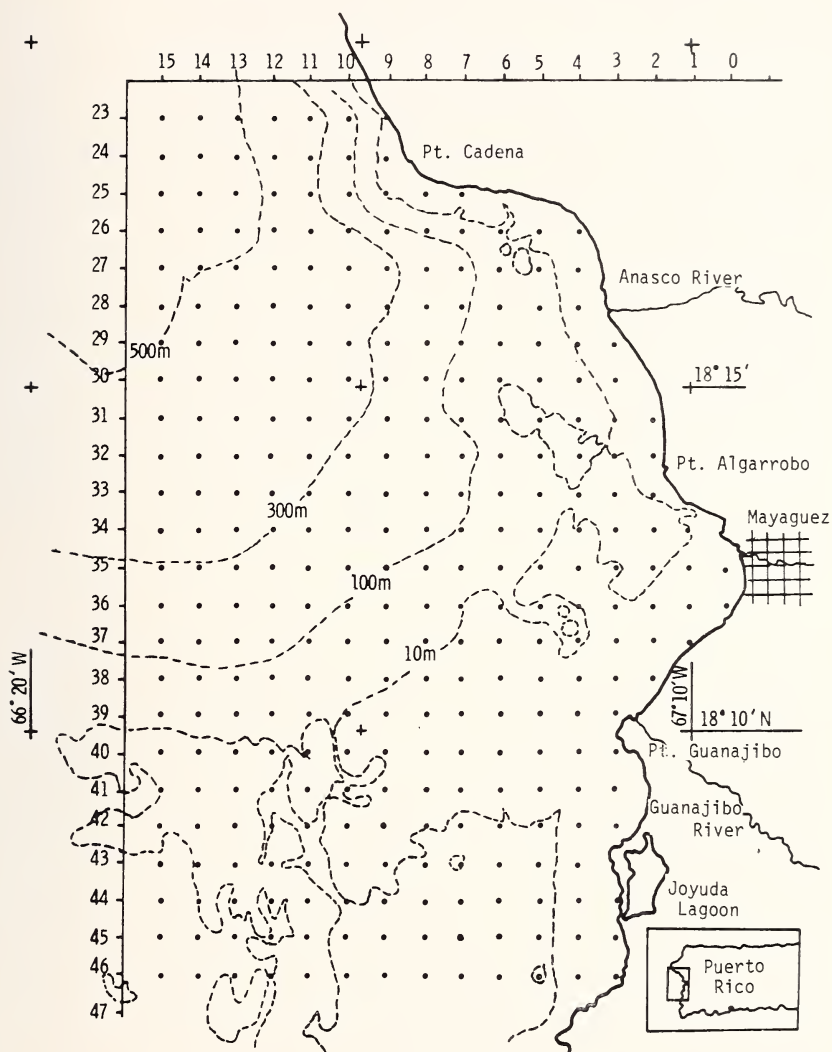 15 14 13 12 11 10 9 8 7 6 5 4 3 2 1 0
23
Pt. Cadena
24
25
26
27
Anasco River
28
29
500m
30
18° 15'
31
32
Pt. Algarrobo
33
300m
34
Mayaguez
35
100m
36
37
10m
38
66° 20' W
67° 10' W
39
18° 10' N
40
Pt. Guanajibo
41
Guanajibo
42
River
43
44
Joyuda
Lagoon
45
46
Puerto
Rico
47